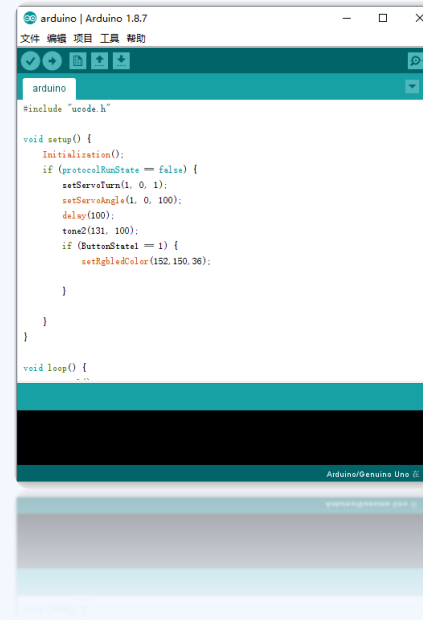 arduino | Arduino 1.8.7
文件 编辑 项目 工具 帮助
arduino
#include "ucode.h"
void setup() {
Initialization();
if (protocolRunState == false) {
setServoTurn(1, 0, 1);
setServoAngle(1, 0, 100);
delay(100);
tone2(131, 100);
if (ButtonState1 == 1) {
setRgbledColor(152,150,36);
}
}
}
void loop() {
Arduino/Genuino Uno 在